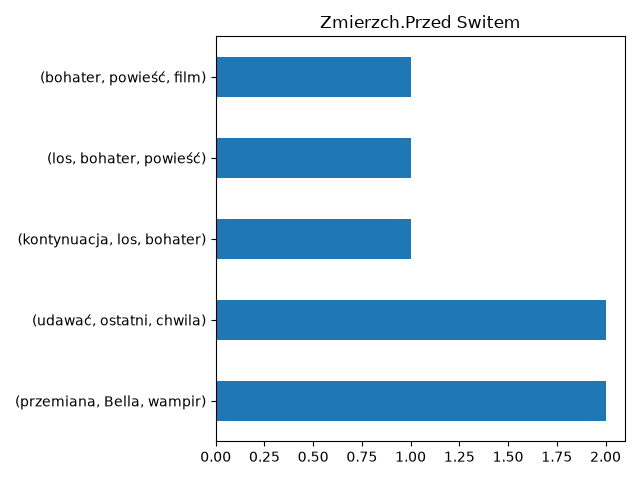 Zmierzch.Przed Switem
(bohater, powieść, film)
(los, bohater, powieść)
(kontynuacja, los, bohater)
(udawać, ostatni, chwila)
(przemiana, Bella, wampir)
0.00 0.25 0.50 0.75 1.00 1.25 1.50 1.75 2.00